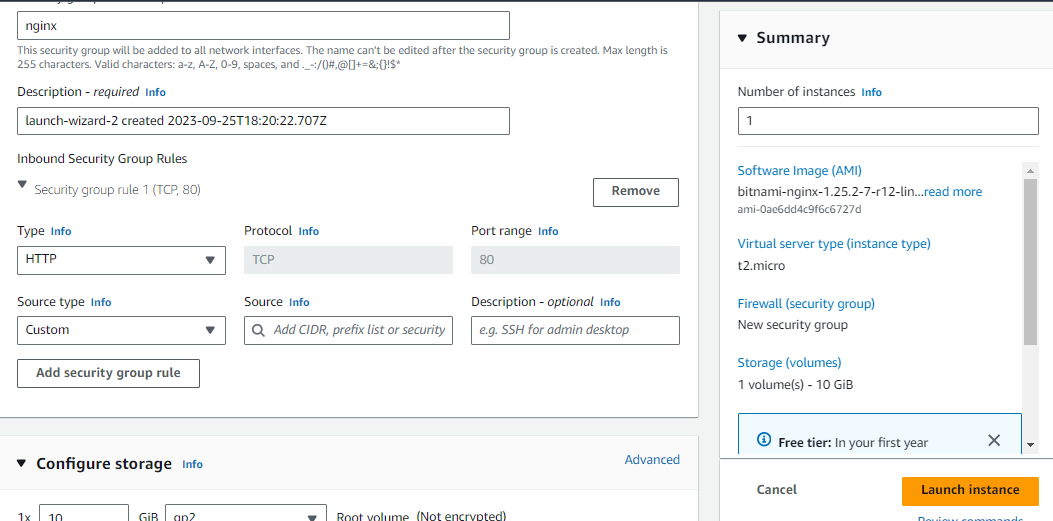 nginx
This security group will be added to all network interfaces. The name can't be edited after the security group is created. Max length is
255 characters. Valid characters: a-z, A-Z, 0-9, spaces, and ._-:/()#,@[]+=&;{}!$*
Description - required Info
launch-wizard-2 created 2023-09-25T18:20:22.707Z
Inbound Security Group Rules
Security group rule 1 (TCP, 80)
Remove
Type Info
Protocol Info
Port range Info
HTTP
TCP
80
Source type Info
Source Info
Description - optional Info
Custom
Add CIDR, prefix list or security
e.g. SSH for admin desktop
Add security group rule
Configure storage Info
Advanced
1x
10
GiB
gp2
Root volume (Not encrypted)
Summary
Number of instances Info
1
Software Image (AMI)
bitnami-nginx-1.25.2-7-r12-lin...read more
ami-0ae6dd4c9f6c6727d
Virtual server type (instance type)
t2.micro
Firewall (security group)
New security group
Storage (volumes)
1 volume(s) - 10 GiB
Free tier: In your first year
Cancel
Launch instance
Review commands